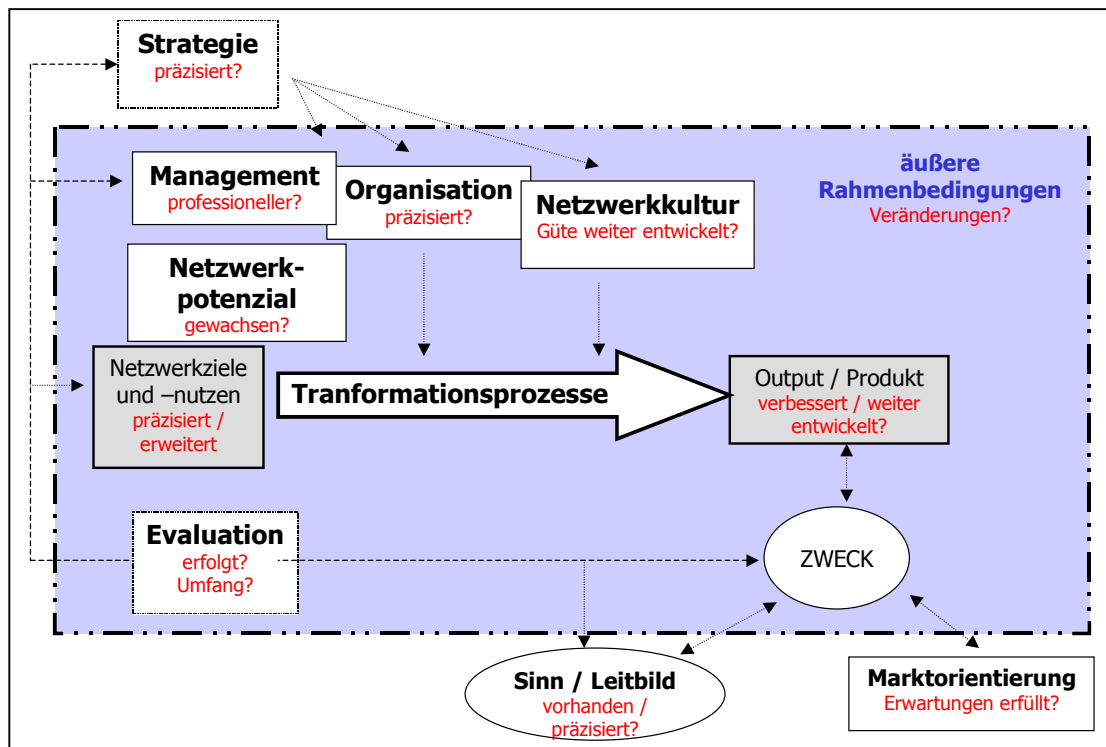 Strategie
präzisiert?
äußere
Rahmenbedingungen
Veränderungen?
Management
professioneller?
Organisation
präzisiert?
Netzwerkkultur
Güte weiter entwickelt?
Netzwerk-
potenzial
gewachsen?
Netzwerkziele
und –nutzen
präzisiert /
erweitert
Tranformationsprozesse
Output / Produkt
verbessert / weiter
entwickelt?
Evaluation
erfolgt?
Umfang?
ZWECK
Sinn / Leitbild
vorhanden /
präzisiert?
Marktorientierung
Erwartungen erfüllt?